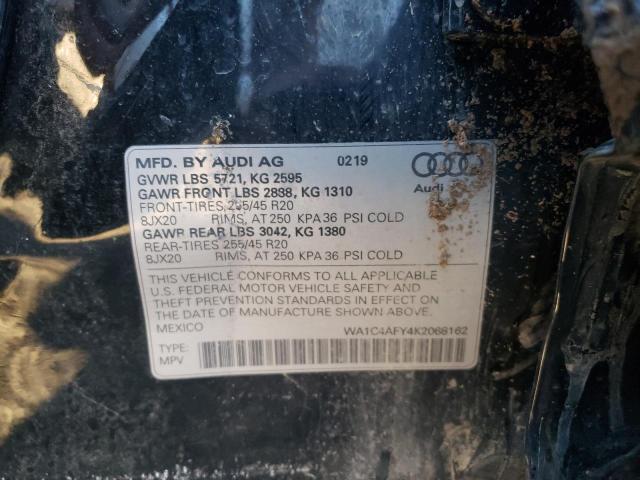 MFD. BY AUDI AG 0219
GVWR LBS 5721, KG 2595
GAWR FRONT LBS 2838, KG 1310
FRONT-TIRES 255/45 R20
8JX20 RIMS, AT 250 KPA 36 PSI COLD
GAWR REAR LBS 3042, KG 1380
REAR-TIRES 255/45 R20
8JX20 RIMS, AT 250 KPA 36 PSI COLD
Audi
THIS VEHICLE CONFORMS TO ALL APPLICABLE
U.S. FEDERAL MOTOR VEHICLE SAFETY AND
THEFT PREVENTION STANDARDS IN EFFECT ON
THE DATE OF MANUFACTURE SHOWN ABOVE.
MEXICO WA1C4AFY4K2068162
TYPE:
MPV